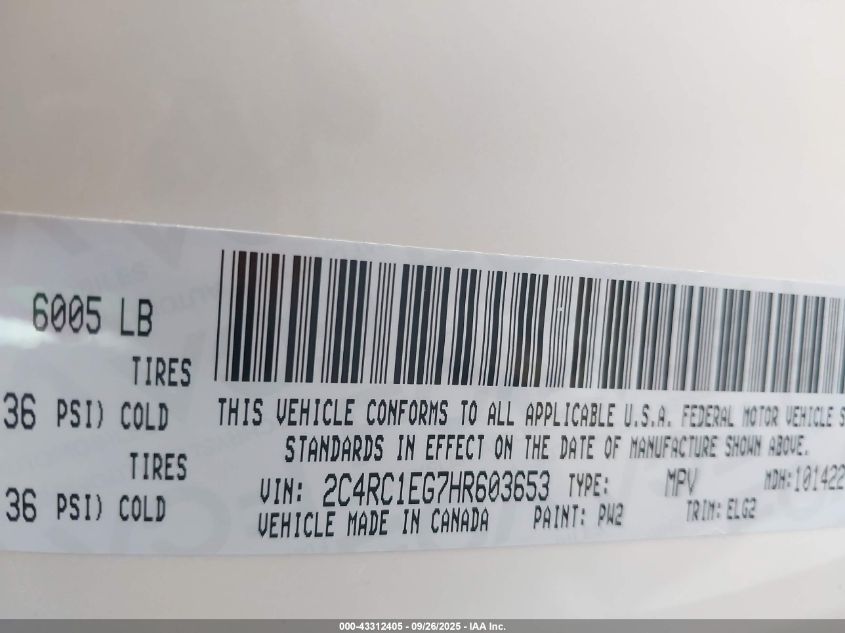 6005 LB
TIRES
36 PSI) COLD
TIRES
36 PSI) COLD
THIS VEHICLE CONFORMS TO ALL APPLICABLE U.S.A. FEDERAL MOTOR VEHICLE S
STANDARDS IN EFFECT ON THE DATE OF MANUFACTURE SHOWN ABOVE.
VIN: 2C4RC1EG7HR603653 TYPE: MPV MDH:101422
VEHICLE MADE IN CANADA PAINT: PW2 TRIM: ELG2
000-43312405 - 09/26/2025 - IAA Inc.